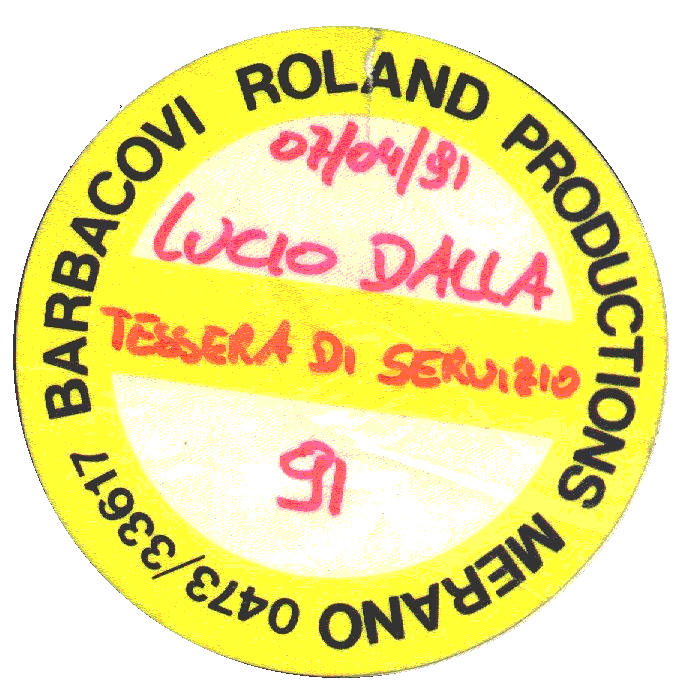 BARBACOVI ROLAND PRODUCTIONS MERANO 0473/33617
07/04/91
LUCIO DALLA
TESSERA DI SERVIZIO
91